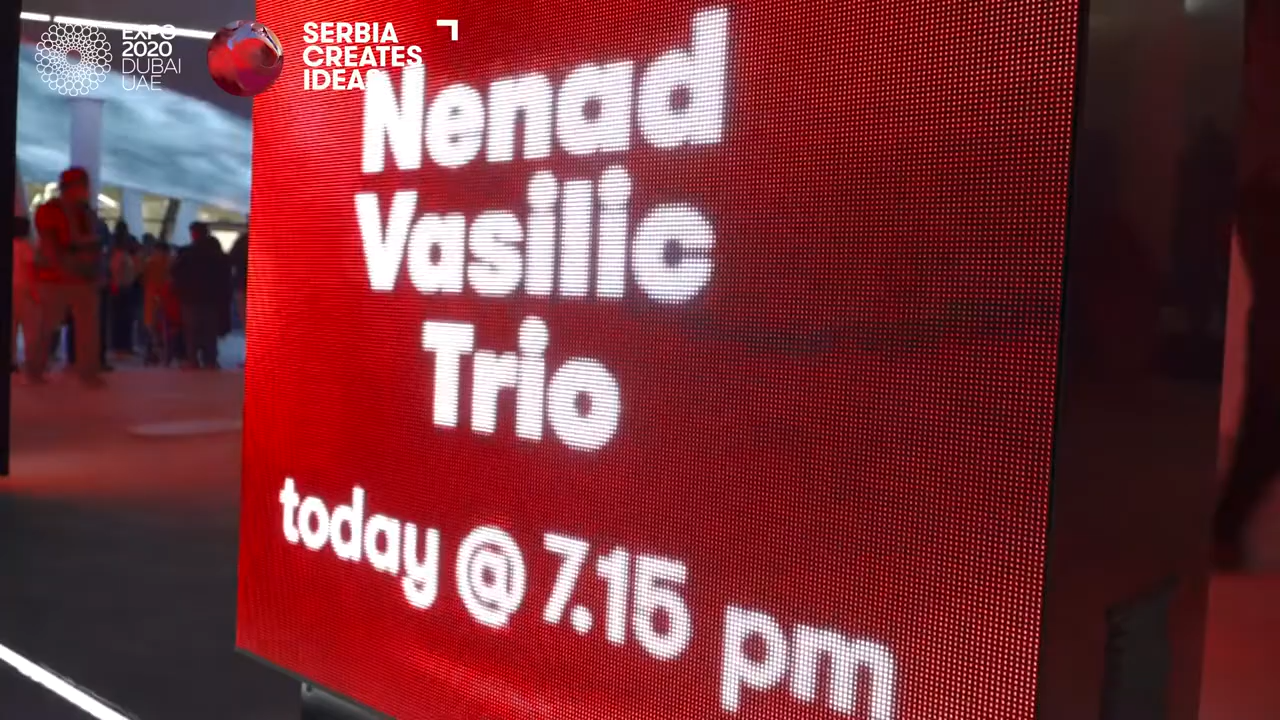 EXPO
2020
DUBAI
UAE
SERBIA
CREATES
IDEAS
Nenad
Vasilic
Trio
today @ 7.15 pm